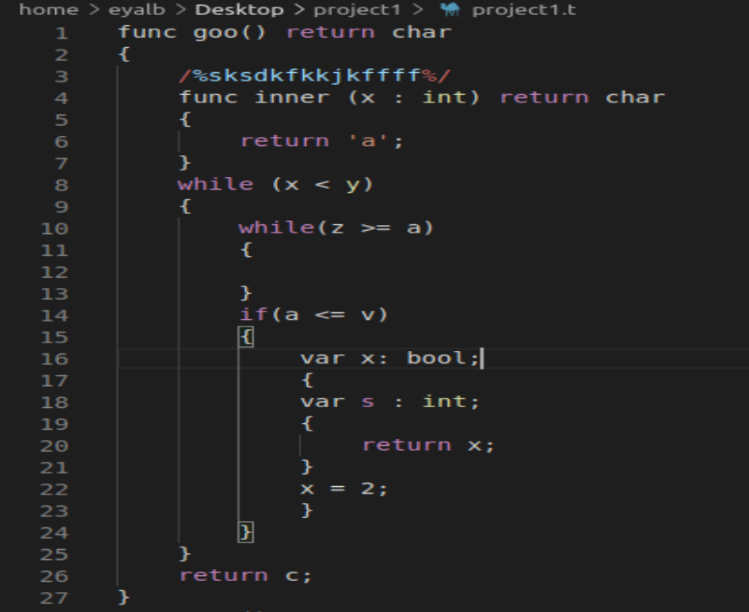 home > eyalb > Desktop > project1 > project1.t
1 func goo() return char
2 {
3 /%sksdkfkkjkffff%/
4 func inner (x : int) return char
5 {
6 return 'a';
7 }
8 while (x < y)
9 {
10 while(z >= a)
11 {
12
13 }
14 if(a <= v)
15 {
16 var x: bool;
17 {
18 var s : int;
19 {
20 return x;
21 }
22 x = 2;
23 }
24 }
25 }
26 return c;
27 }